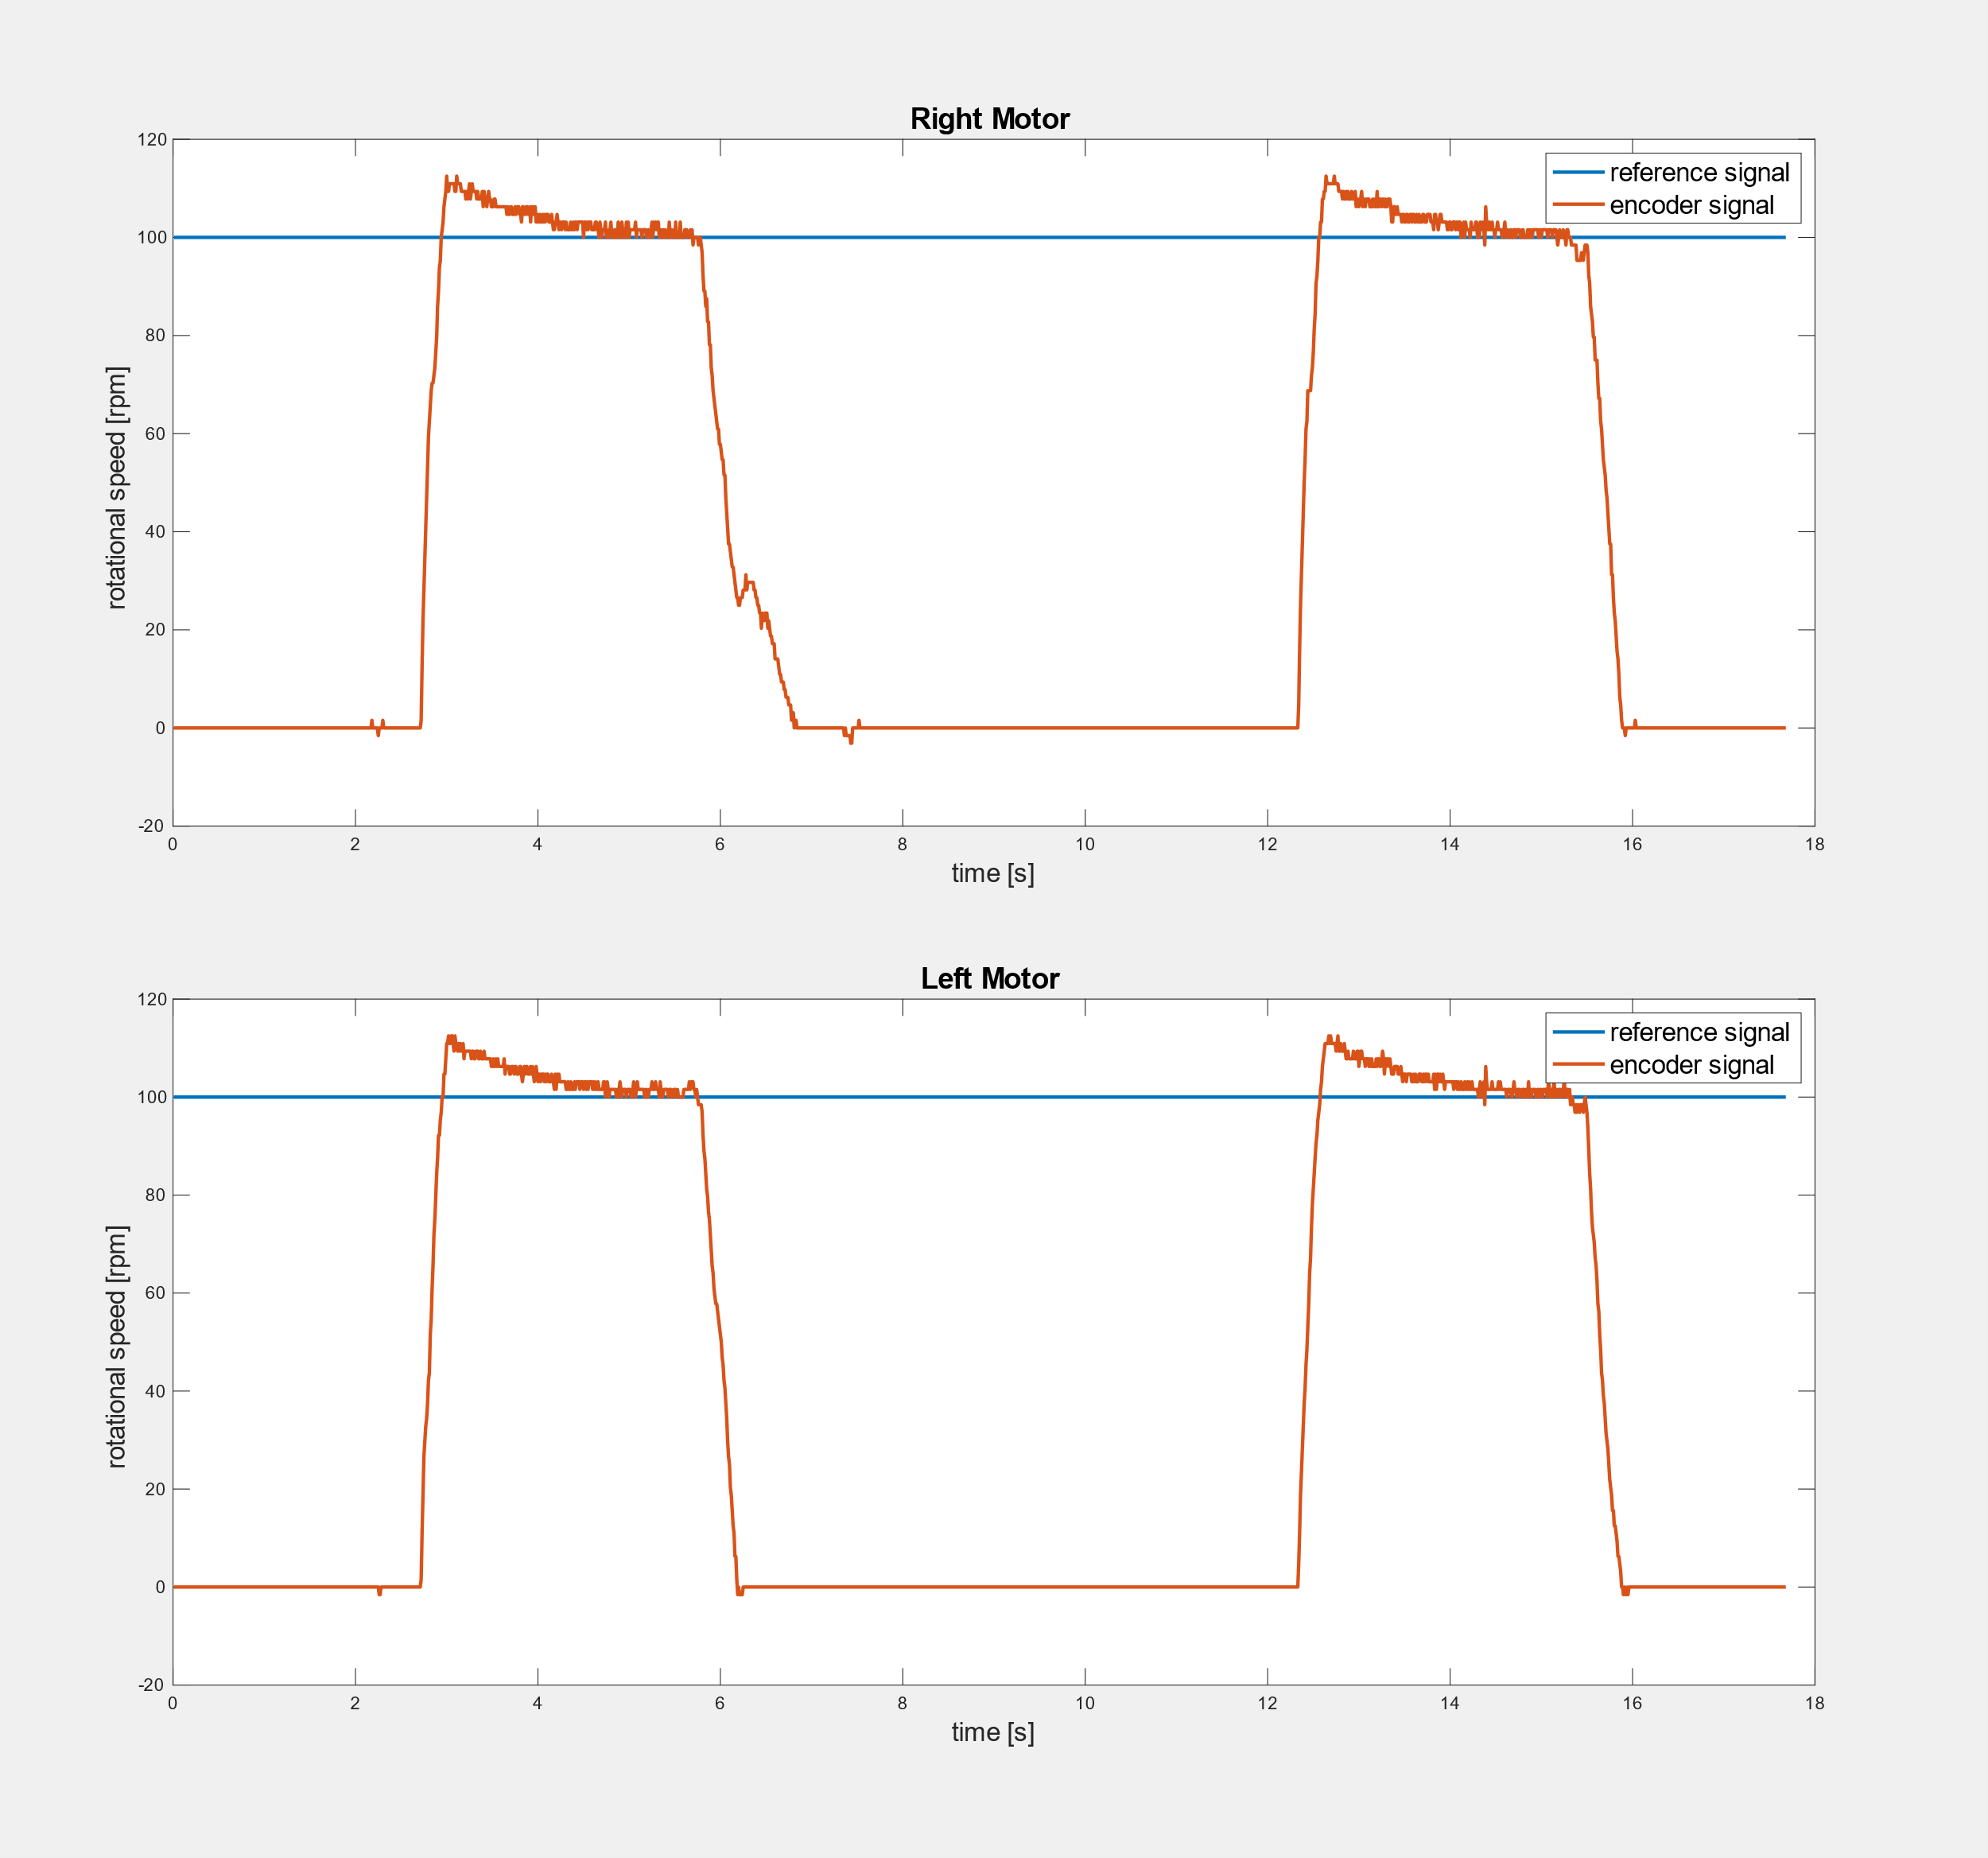 Right Motor
120
100
80
60
40
20
0
-20
rotational speed [rpm]
reference signal
encoder signal
0 2 4 6 8 10 12 14 16 18
time [s]
Left Motor
120
100
80
60
40
20
0
-20
rotational speed [rpm]
reference signal
encoder signal
0 2 4 6 8 10 12 14 16 18
time [s]